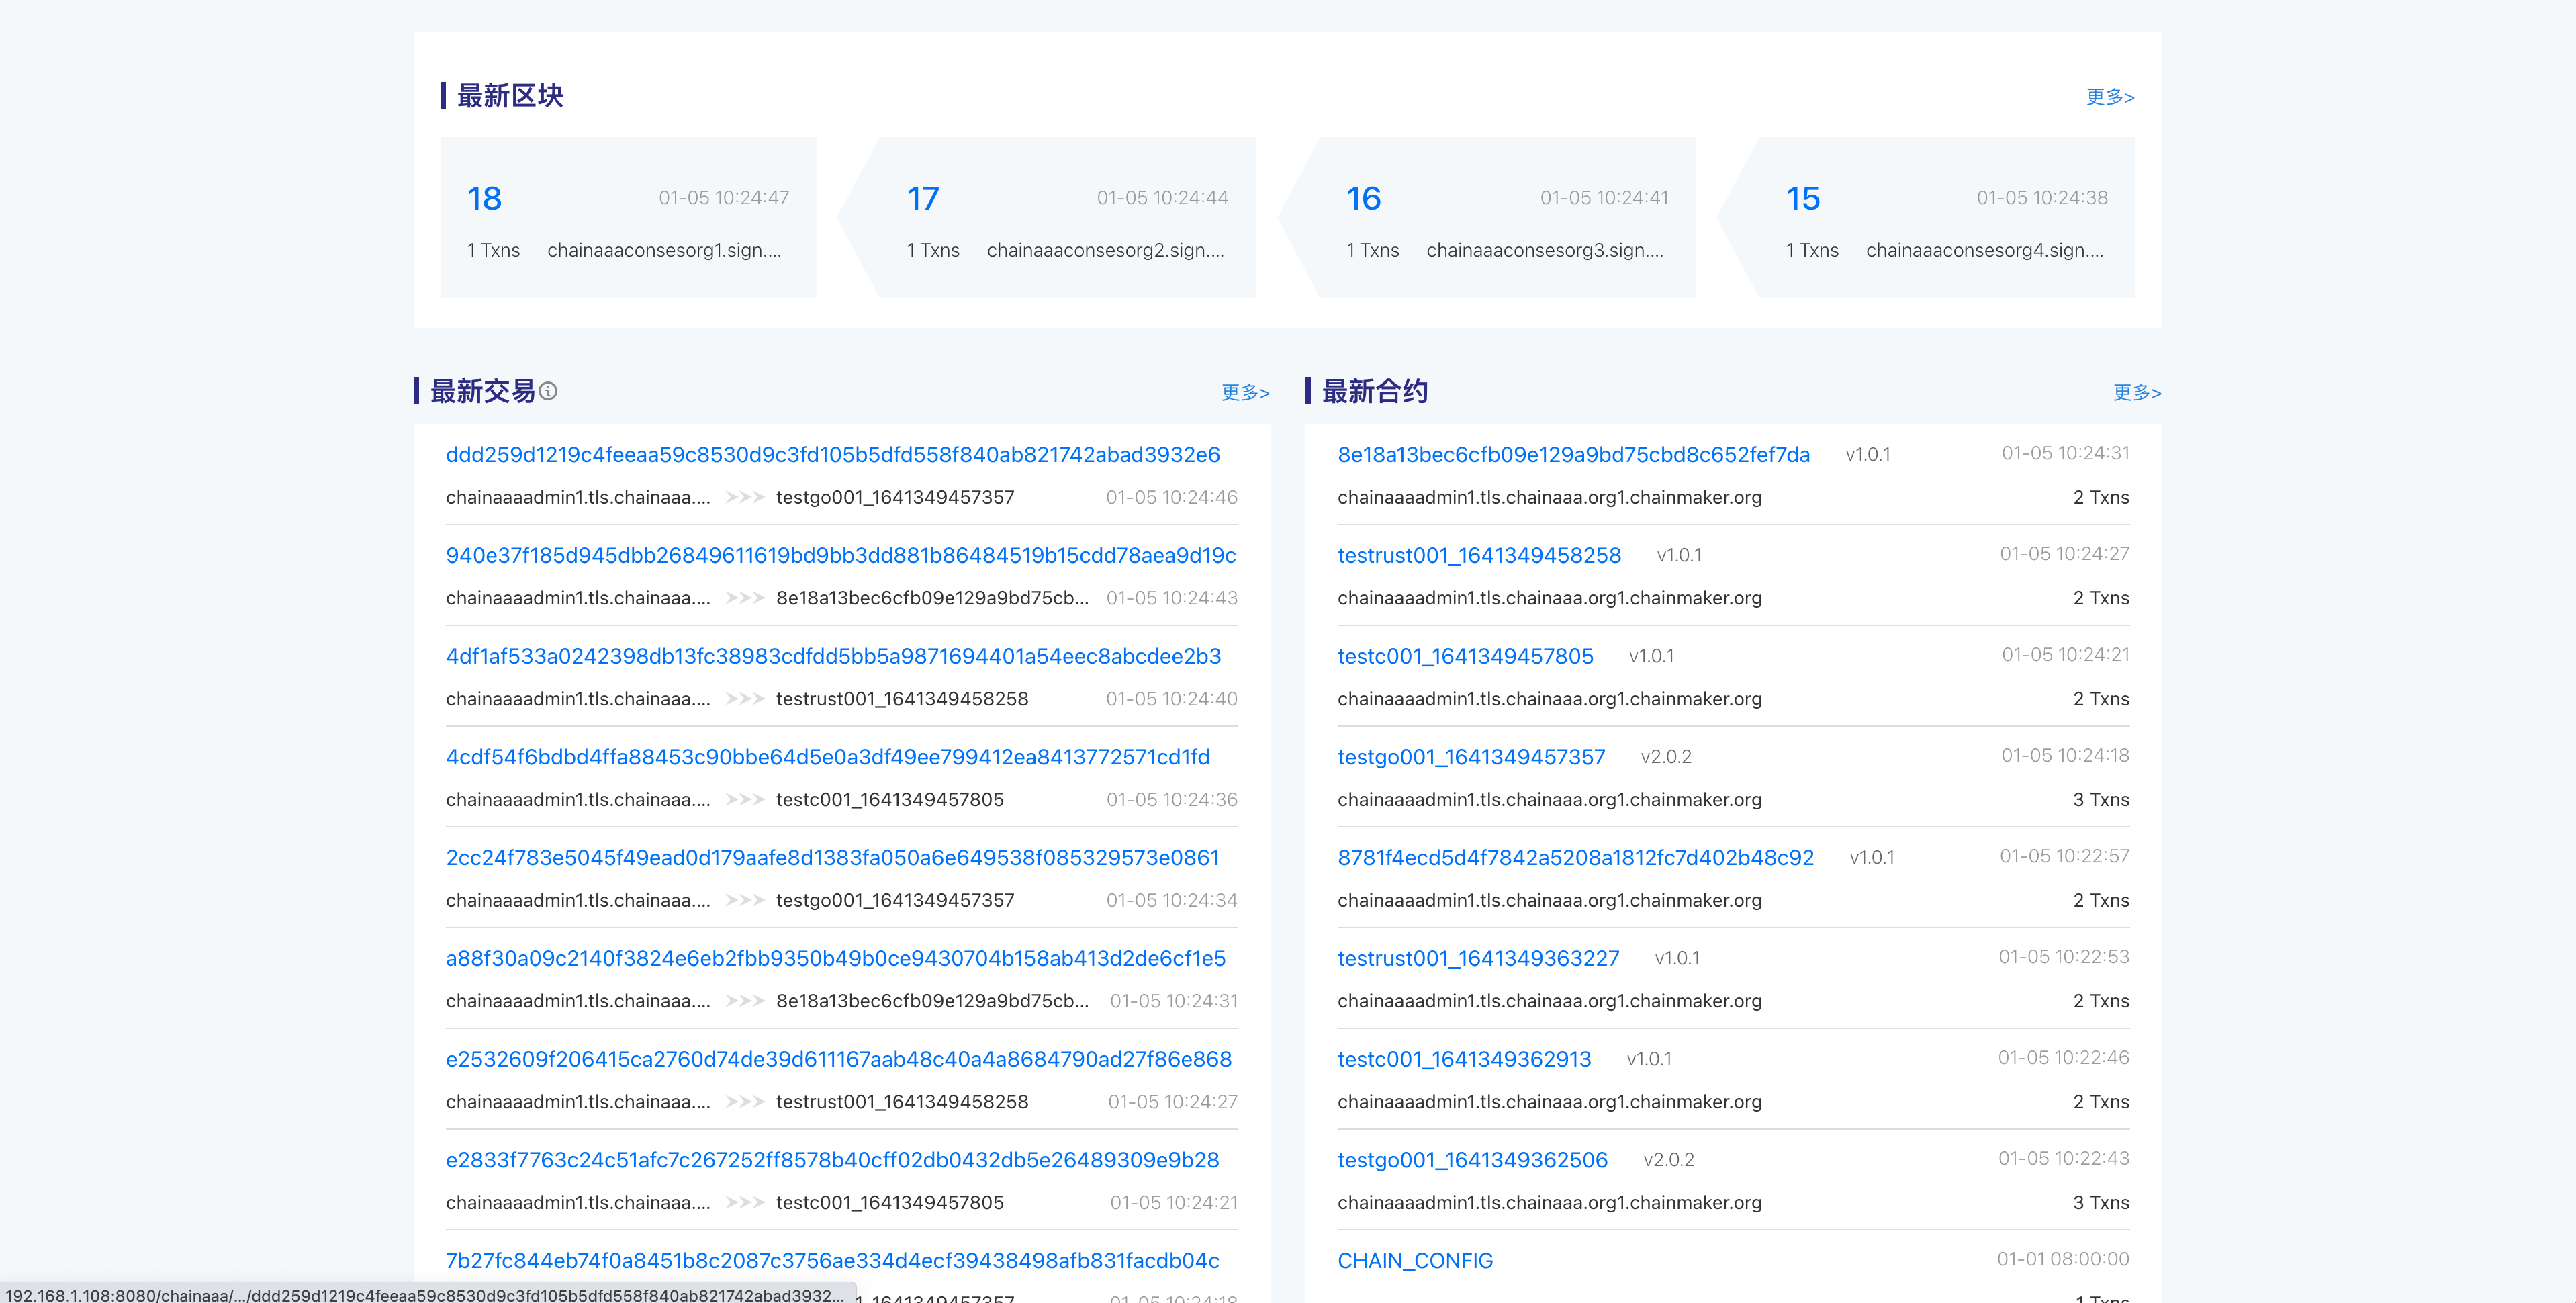 最新区块 更多>
18 01-05 10:24:47 17 01-05 10:24:44 16 01-05 10:24:41 15 01-05 10:24:38
1 Txns chainaaaconsesorg1.sign.... 1 Txns chainaaaconsesorg2.sign.... 1 Txns chainaaaconsesorg3.sign.... 1 Txns chainaaaconsesorg4.sign....
最新交易 更多>
ddd259d1219c4feeaa59c8530d9c3fd105b5dfd558f840ab821742abad3932e6
chainaaaadmin1.tls.chainaaa.... testgo001_1641349457357 01-05 10:24:46
940e37f185d945dbb26849611619bd9bb3dd881b86484519b15cdd78aea9d19c
chainaaaadmin1.tls.chainaaa.... 8e18a13bec6cfb09e129a9bd75cb... 01-05 10:24:43
4df1af533a0242398db13fc38983cdfdd5bb5a9871694401a54eec8abcdee2b3
chainaaaadmin1.tls.chainaaa.... testrust001_1641349458258 01-05 10:24:40
4cdf54f6bdbd4ffa88453c90bbe64d5e0a3df49ee799412ea8413772571cd1fd
chainaaaadmin1.tls.chainaaa.... testc001_1641349457805 01-05 10:24:36
2cc24f783e5045f49ead0d179aafe8d1383fa050a6e649538f085329573e0861
chainaaaadmin1.tls.chainaaa.... testgo001_1641349457357 01-05 10:24:34
a88f30a09c2140f3824e6eb2fbb9350b49b0ce9430704b158ab413d2de6cf1e5
chainaaaadmin1.tls.chainaaa.... 8e18a13bec6cfb09e129a9bd75cb... 01-05 10:24:31
e2532609f206415ca2760d74de39d611167aab48c40a4a8684790ad27f86e868
chainaaaadmin1.tls.chainaaa.... testrust001_1641349458258 01-05 10:24:27
e2833f7763c24c51afc7c267252ff8578b40cff02db0432db5e26489309e9b28
chainaaaadmin1.tls.chainaaa.... testc001_1641349457805 01-05 10:24:21
7b27fc844eb74f0a8451b8c2087c3756ae334d4ecf39438498afb831facdb04c
1_1641349457357 01-05 10:24:18
最新合约 更多>
8e18a13bec6cfb09e129a9bd75cbd8c652fef7da v1.0.1 01-05 10:24:31
chainaaaadmin1.tls.chainaaa.org1.chainmaker.org 2 Txns
testrust001_1641349458258 v1.0.1 01-05 10:24:27
chainaaaadmin1.tls.chainaaa.org1.chainmaker.org 2 Txns
testc001_1641349457805 v1.0.1 01-05 10:24:21
chainaaaadmin1.tls.chainaaa.org1.chainmaker.org 2 Txns
testgo001_1641349457357 v2.0.2 01-05 10:24:18
chainaaaadmin1.tls.chainaaa.org1.chainmaker.org 3 Txns
8781f4ecd5d4f7842a5208a1812fc7d402b48c92 v1.0.1 01-05 10:22:57
chainaaaadmin1.tls.chainaaa.org1.chainmaker.org 2 Txns
testrust001_1641349363227 v1.0.1 01-05 10:22:53
chainaaaadmin1.tls.chainaaa.org1.chainmaker.org 2 Txns
testc001_1641349362913 v1.0.1 01-05 10:22:46
chainaaaadmin1.tls.chainaaa.org1.chainmaker.org 2 Txns
testgo001_1641349362506 v2.0.2 01-05 10:22:43
chainaaaadmin1.tls.chainaaa.org1.chainmaker.org 3 Txns
CHAIN_CONFIG 01-01 08:00:00
1 Txns
192.168.1.108:8080/chainaaa/.../ddd259d1219c4feeaa59c8530d9c3fd105b5dfd558f840ab821742abad3932...